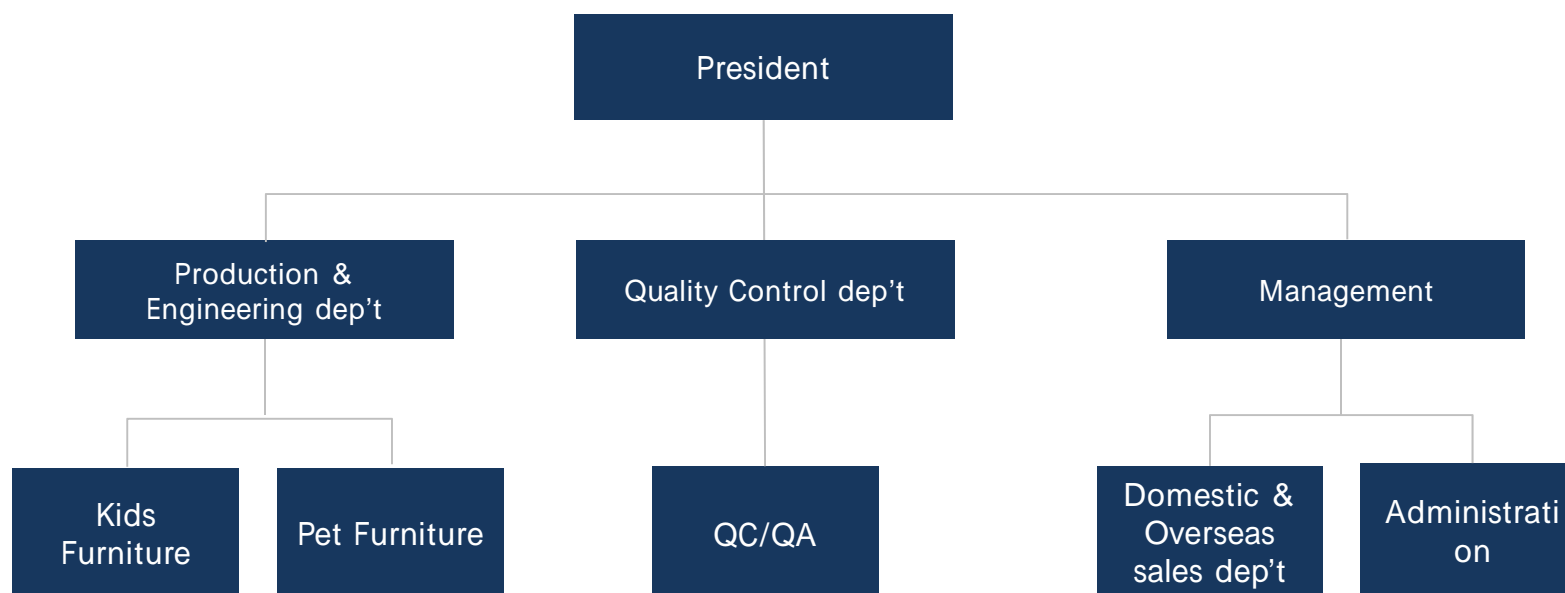 President
Production &
Engineering dep’t
Quality Control dep’t
Management
Kids
Furniture
Pet Furniture
QC/QA
Domestic &
Overseas
sales dep’t
Administrati
on